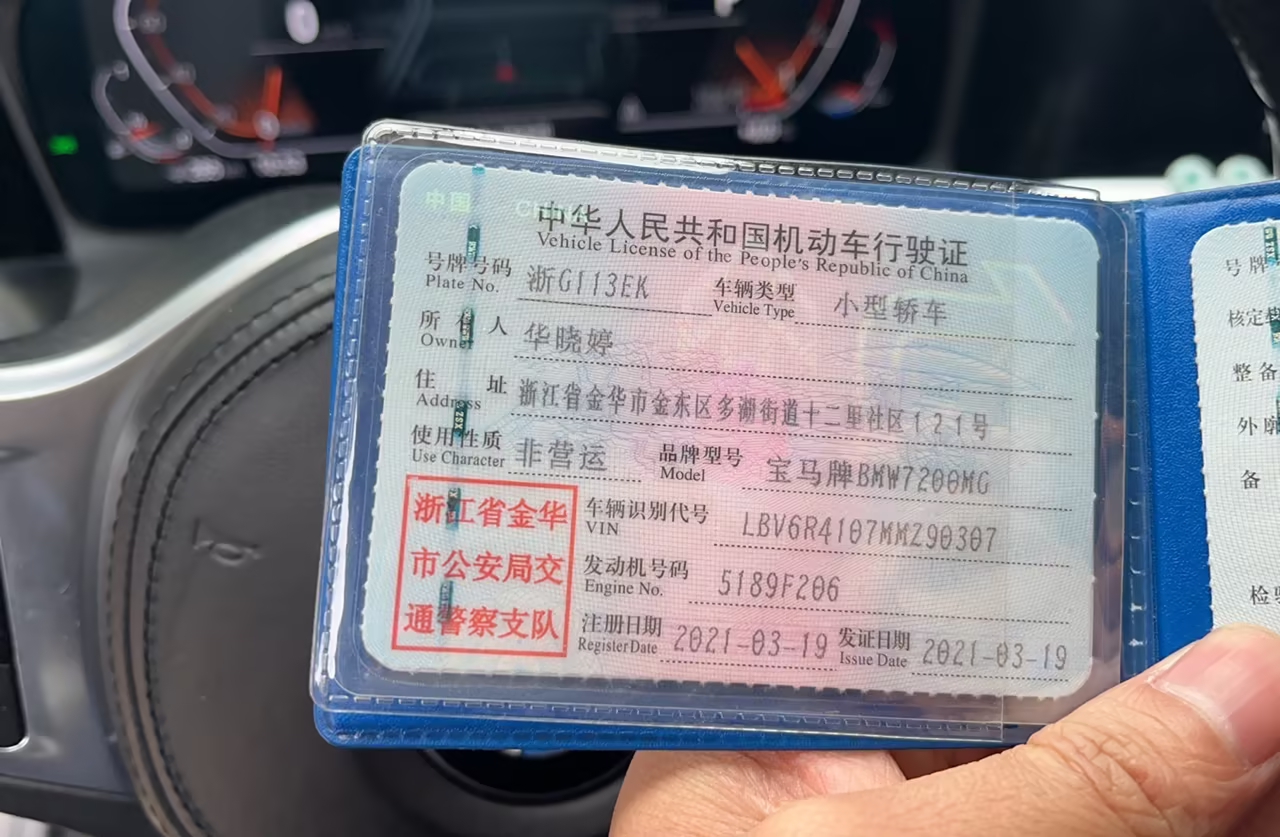 中国 China
中华人民共和国机动车行驶证
Vehicle License of the People's Republic of China
号牌号码 浙G113EK 车辆类型 小型轿车
Plate No. Vehicle Type
所有人 华晓婷
Owner
住址 浙江省金华市金东区多湖街道十二里社区121号
Address
使用性质 非营运 品牌型号 宝马牌BMW7200MG
Use Character Model
浙江省金华
市公安局交
通警察支队
车辆识别代号 LBV6R4107MMZ90307
VIN
发动机号码 5189F206
Engine No.
注册日期 2021-03-19 发证日期 2021-03-19
Register Date Issue Date
号牌
核定
整备
外廓
备
检验